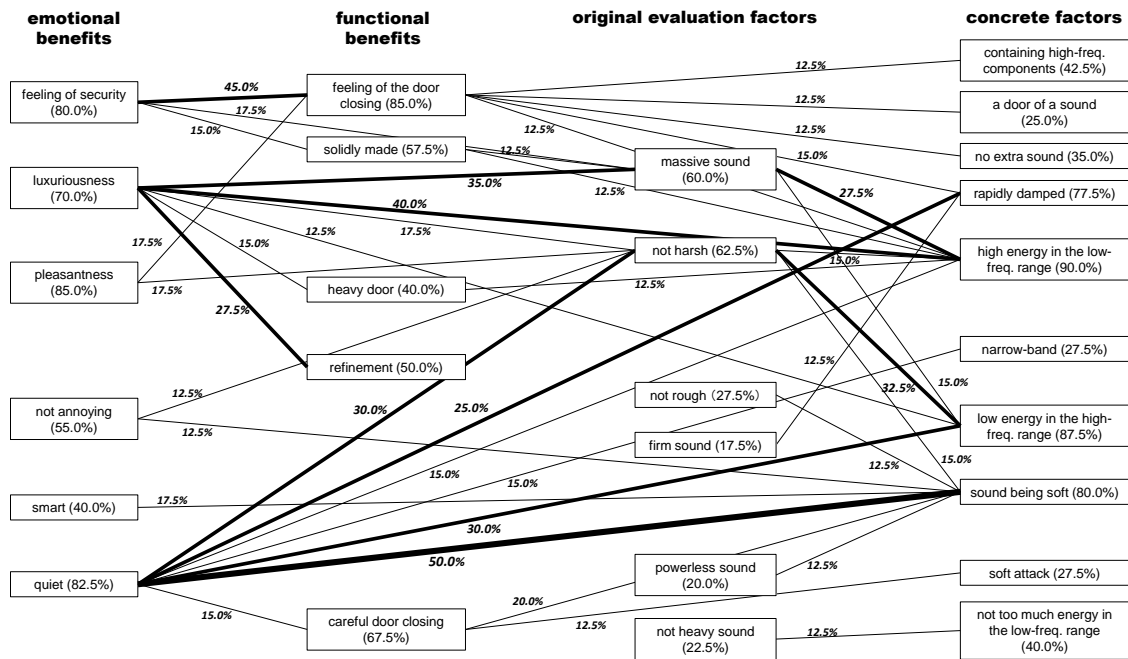 emotional
benefits
functional
benefits
original evaluation factors
concrete factors
feeling of security
(80.0%)
luxuriousness
(70.0%)
pleasantness
(85.0%)
not annoying
(55.0%)
smart (40.0%)
quiet (82.5%)
feeling of the door
closing (85.0%)
solidly made (57.5%)
heavy door (40.0%)
refinement (50.0%)
careful door closing
(67.5%)
massive sound
(60.0%)
not harsh (62.5%)
not rough (27.5%)
firm sound (17.5%)
powerless sound
(20.0%)
not heavy sound
(22.5%)
containing high-freq.
components (42.5%)
a door of a sound
(25.0%)
no extra sound (35.0%)
rapidly damped (77.5%)
high energy in the low-
freq. range (90.0%)
narrow-band (27.5%)
low energy in the high-
freq. range (87.5%)
sound being soft (80.0%)
soft attack (27.5%)
not too much energy in
the low-freq. range
(40.0%)
45.0%
17.5%
15.0%
35.0%
40.0%
17.5%
12.5%
15.0%
17.5%
17.5%
27.5%
12.5%
12.5%
17.5%
30.0%
25.0%
15.0%
15.0%
30.0%
50.0%
15.0%
12.5%
12.5%
12.5%
12.5%
15.0%
12.5%
12.5%
27.5%
15.0%
12.5%
12.5%
32.5%
15.0%
15.0%
12.5%
12.5%
20.0%
12.5%
12.5%